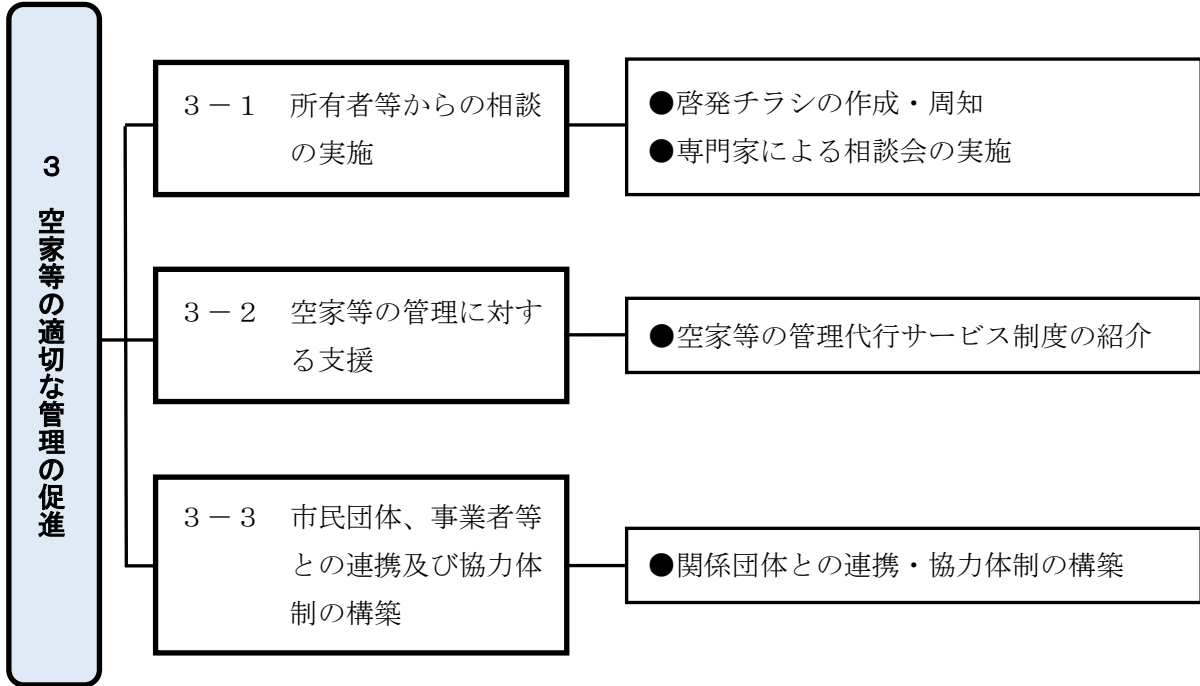 3 空家等の適切な管理の促進
3-1 所有者等からの相談
の実施
●啓発チラシの作成・周知
●専門家による相談会の実施
3-2 空家等の管理に対す
る支援
●空家等の管理代行サービス制度の紹介
3-3 市民団体、事業者等
との連携及び協力体
制の構築
●関係団体との連携・協力体制の構築